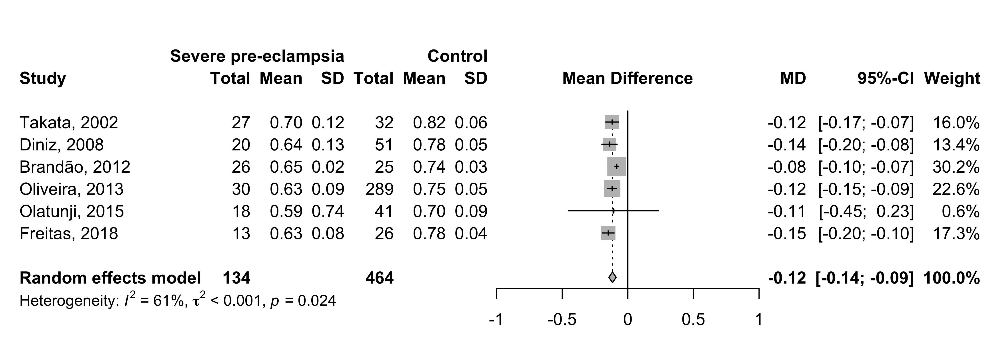 Severe pre-eclampsia Control
Study Total Mean SD Total Mean SD Mean Difference MD 95%-CI Weight
Takata, 2002 27 0.70 0.12 32 0.82 0.06 -0.12 [-0.17; -0.07] 16.0%
Diniz, 2008 20 0.64 0.13 51 0.78 0.05 -0.14 [-0.20; -0.08] 13.4%
Brandão, 2012 26 0.65 0.02 25 0.74 0.03 -0.08 [-0.10; -0.07] 30.2%
Oliveira, 2013 30 0.63 0.09 289 0.75 0.05 -0.12 [-0.15; -0.09] 22.6%
Olatunji, 2015 18 0.59 0.74 41 0.70 0.09 -0.11 [-0.45; 0.23] 0.6%
Freitas, 2018 13 0.63 0.08 26 0.78 0.04 -0.15 [-0.20; -0.10] 17.3%
Random effects model 134 464 -0.12 [-0.14; -0.09] 100.0%
Heterogeneity: I² = 61%, τ² < 0.001, p = 0.024
-1 -0.5 0 0.5 1